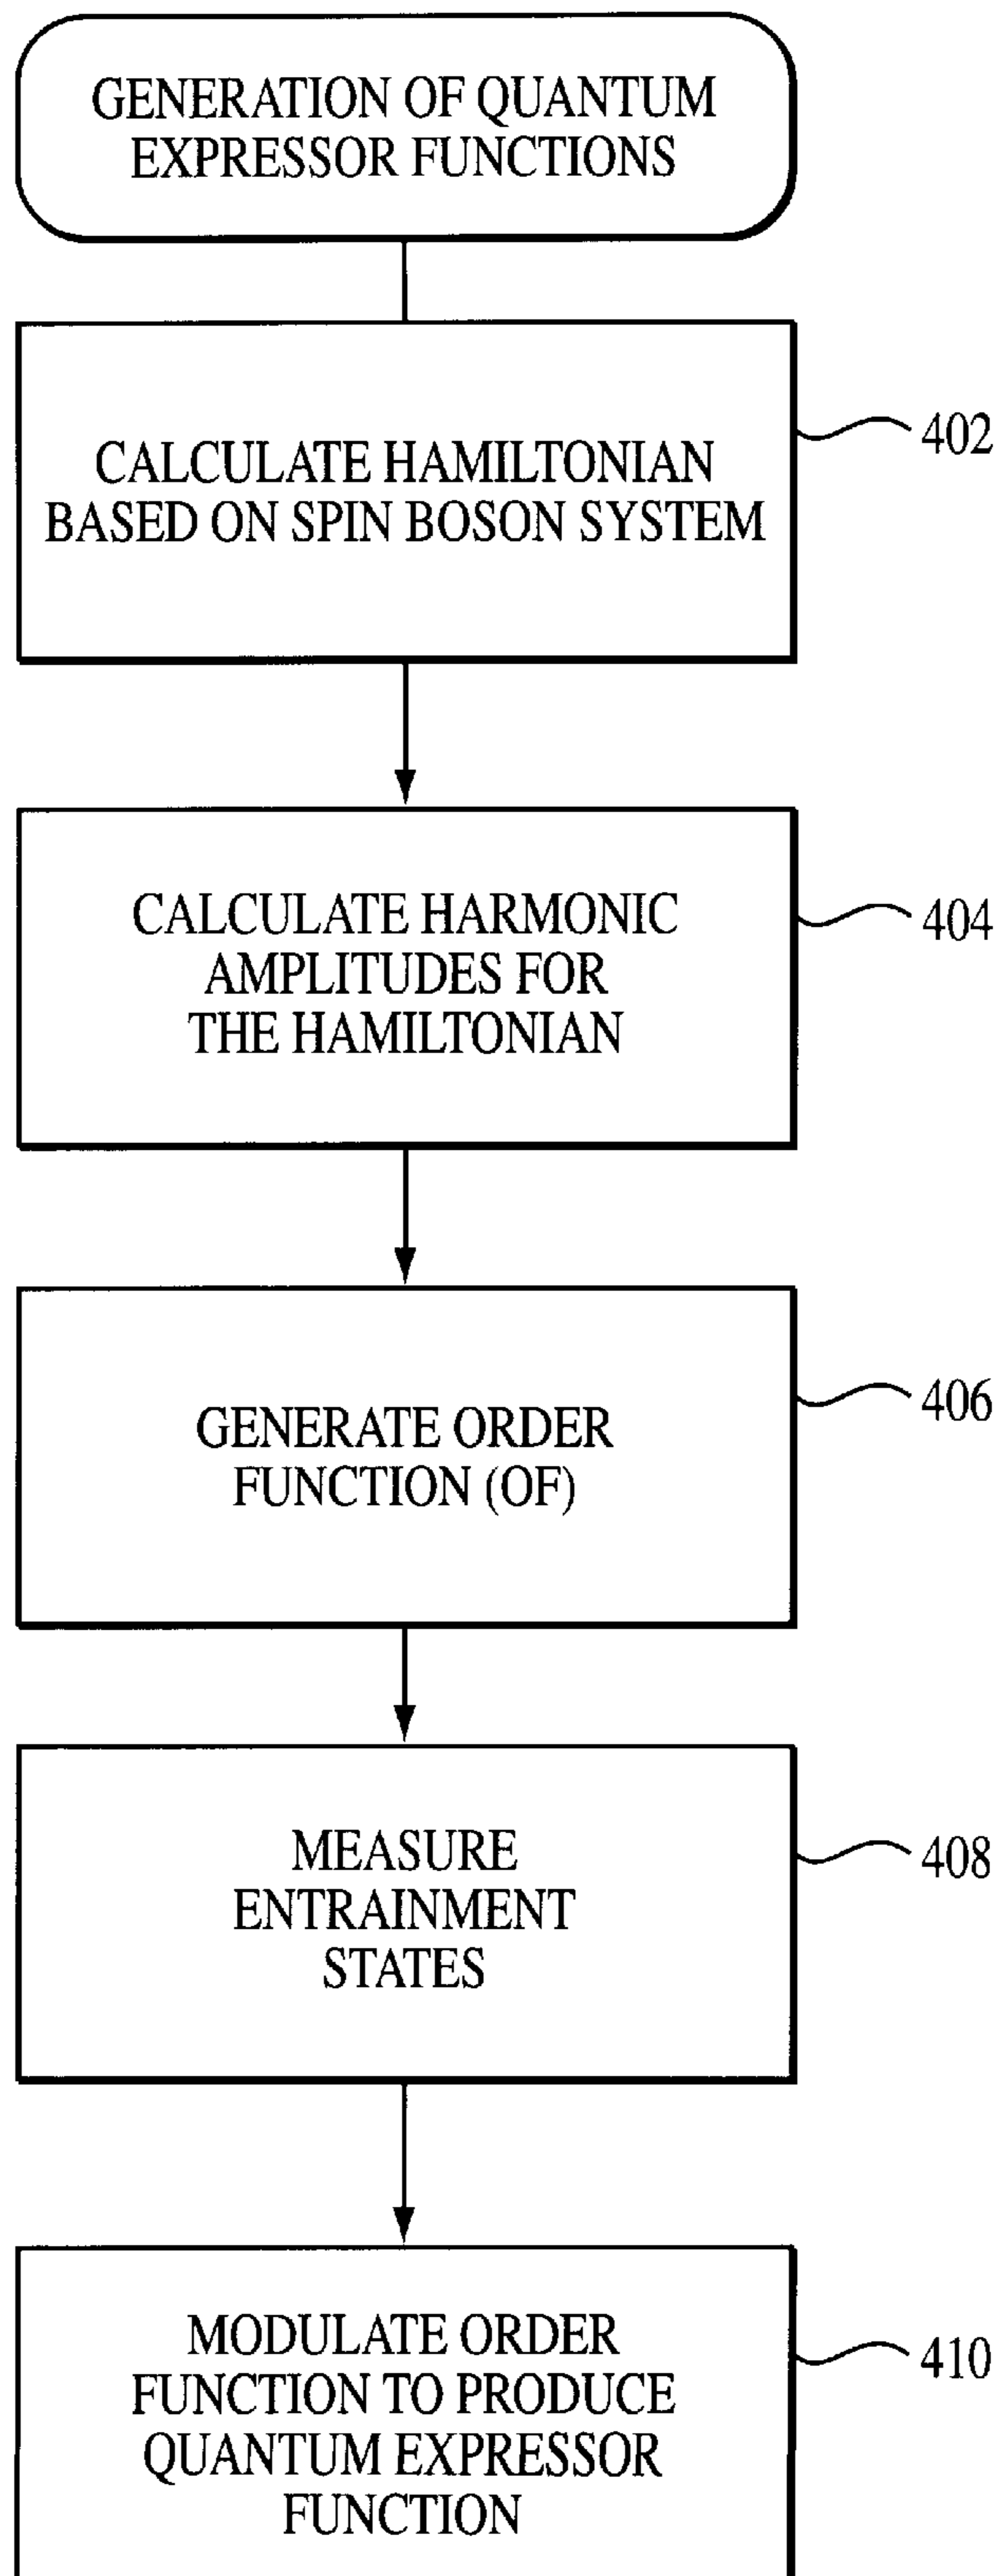 GENERATION OF QUANTUM
EXPRESSOR FUNCTIONS
CALCULATE HAMILTONIAN
BASED ON SPIN BOSON SYSTEM
402
CALCULATE HARMONIC
AMPLITUDES FOR
THE HAMILTONIAN
404
GENERATE ORDER
FUNCTION (OF)
406
MEASURE
ENTRAINMENT
STATES
408
MODULATE ORDER
FUNCTION TO PRODUCE
QUANTUM EXPRESSOR
FUNCTION
410